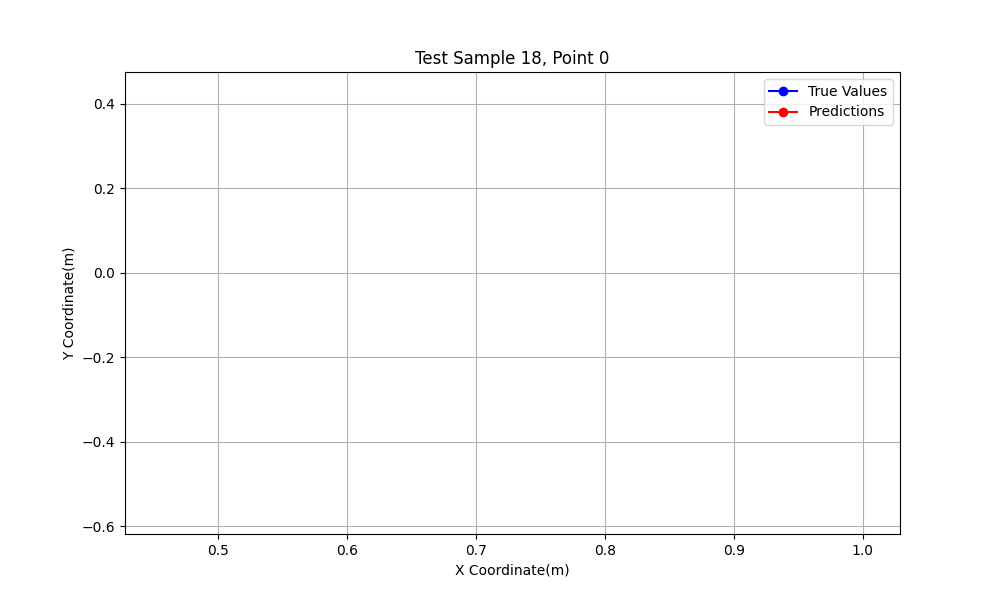 Test Sample 18, Point 0
True Values
Predictions
0.4
0.2
0.0
−0.2
−0.4
−0.6
Y Coordinate(m)
0.5 0.6 0.7 0.8 0.9 1.0
X Coordinate(m)